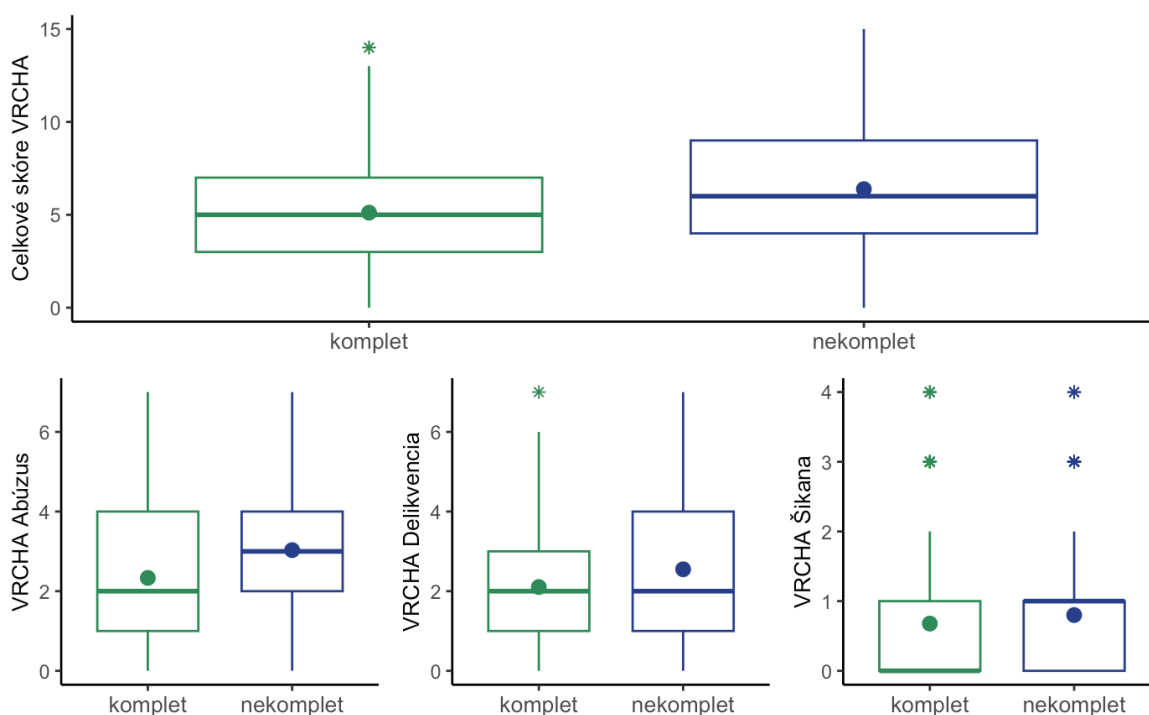 Celkové skóre VRCHA
15
10
5
0
komplet nekomplet
VRCHA Abúzus
6
4
2
0
komplet nekomplet
VRCHA Delikvencia
6
4
2
0
komplet nekomplet
VRCHA Šikana
4
3
2
1
0
komplet nekomplet